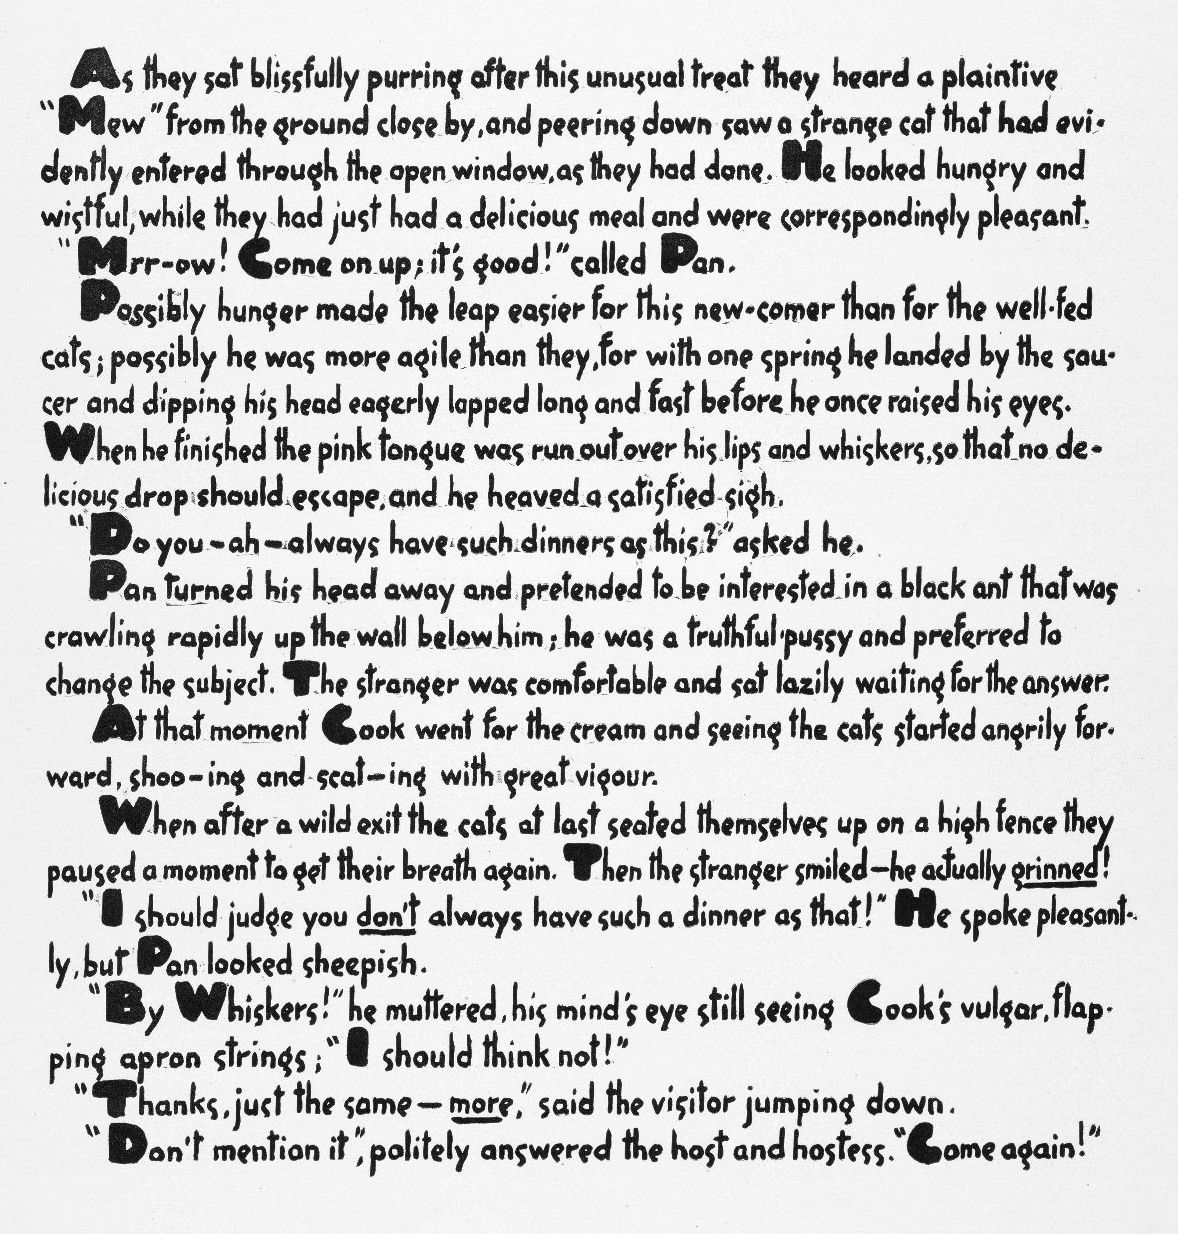 As they sat blissfully purring after this unusual treat they heard a plaintive
"Mew" from the ground close by, and peering down saw a strange cat that had evi-
dently entered through the open window, as they had done. He looked hungry and
wistful, while they had just had a delicious meal and were correspondingly pleasant.
"Mrr-ow! Come on up; it's good!" called Pan.
Possibly hunger made the leap easier for this new-comer than for the well-fed
cats; possibly he was more agile than they, for with one spring he landed by the sau-
cer and dipping his head eagerly lapped long and fast before he once raised his eyes.
When he finished the pink tongue was run out over his lips and whiskers, so that no de-
licious drop should escape, and he heaved a satisfied sigh.
"Do you - ah - always have such dinners as this?" asked he.
Pan turned his head away and pretended to be interested in a black ant that was
crawling rapidly up the wall below him; he was a truthful pussy and preferred to
change the subject. The stranger was comfortable and sat lazily waiting for the answer.
At that moment Cook went for the cream and seeing the cats started angrily for-
ward, shoo-ing and scat-ing with great vigour.
When after a wild exit the cats at last seated themselves up on a high fence they
paused a moment to get their breath again. Then the stranger smiled—he actually grinned!
"I should judge you don't always have such a dinner as that!" He spoke pleasant-
ly, but Pan looked sheepish.
"By Whiskers!" he muttered, his mind's eye still seeing Cook's vulgar, flap-
ping apron strings; "I should think not!"
"Thanks, just the same — more," said the visitor jumping down.
"Don't mention it", politely answered the host and hostess. "Come again!"